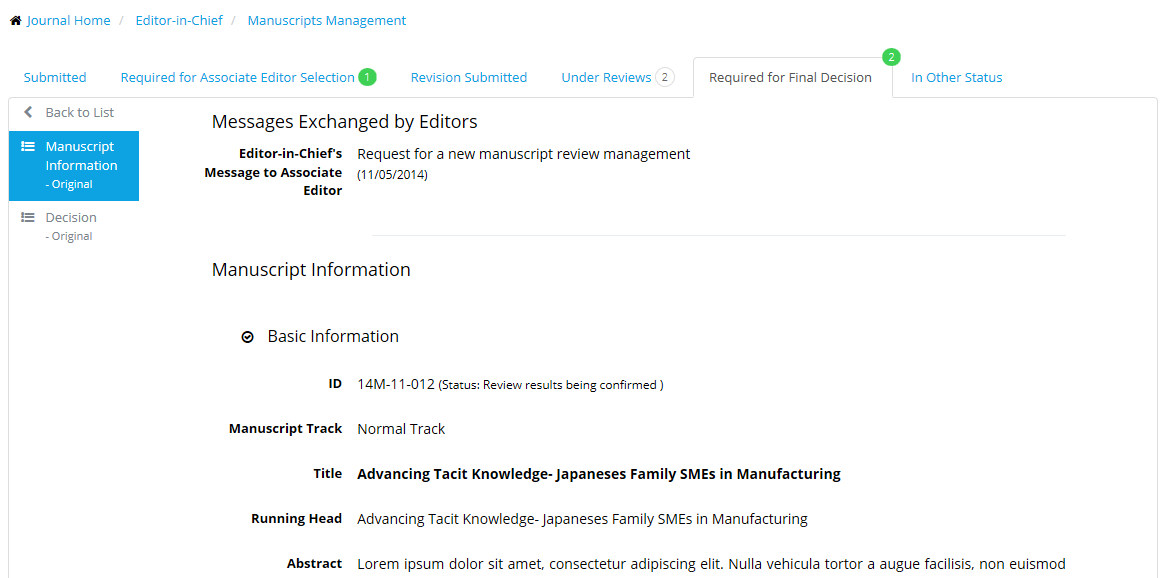 Journal Home / Editor-in-Chief / Manuscripts Management
Submitted Required for Associate Editor Selection 1 Revision Submitted Under Reviews 2 Required for Final Decision 2 In Other Status
Back to List
Manuscript Information
- Original
Decision
- Original
Messages Exchanged by Editors
Editor-in-Chief's Message to Associate Editor Request for a new manuscript review management
(11/05/2014)
Manuscript Information
Basic Information
ID 14M-11-012 (Status: Review results being confirmed )
Manuscript Track Normal Track
Title Advancing Tacit Knowledge- Japaneses Family SMEs in Manufacturing
Running Head Advancing Tacit Knowledge- Japaneses Family SMEs in Manufacturing
Abstract Lorem ipsum dolor sit amet, consectetur adipiscing elit. Nulla vehicula tortor a augue facilisis, non euismod